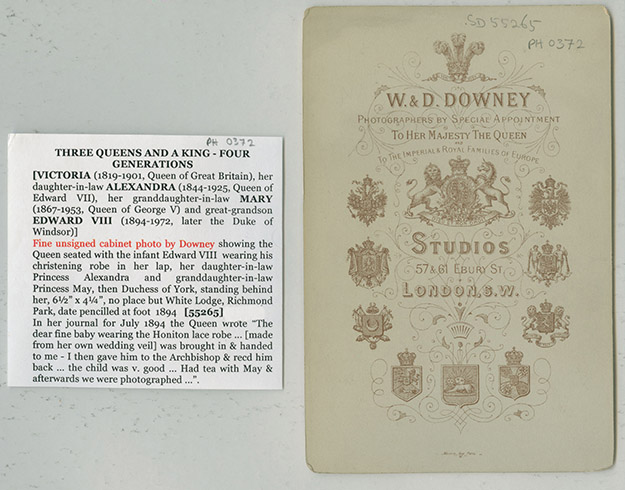 PH 0372
THREE QUEENS AND A KING - FOUR
GENERATIONS
[VICTORIA (1819-1901, Queen of Great Britain), her
daughter-in-law ALEXANDRA (1844-1925, Queen of
Edward VII), her granddaughter-in-law MARY
(1867-1953, Queen of George V) and great-grandson
EDWARD VIII (1894-1972, later the Duke of
Windsor)]
Fine unsigned cabinet photo by Downey showing the
Queen seated with the infant Edward VIII wearing his
christening robe in her lap, her daughter-in-law
Princess Alexandra and granddaughter-in-law
Princess May, then Duchess of York, standing behind
her, 6½” x 4¼”, no place but White Lodge, Richmond
Park, date pencilled at foot 1894 [55265]
In her journal for July 1894 the Queen wrote “The
dear fine baby wearing the Honiton lace robe ... [made
from her own wedding veil] was brought in & handed
to me - I then gave him to the Archbishop & recd him
back ... the child was v. good ... Had tea with May &
afterwards we were photographed ...”.
SD 55265
PH 0372
W. & D. DOWNEY
PHOTOGRAPHERS BY SPECIAL APPOINTMENT
TO HER MAJESTY THE QUEEN
AND
TO THE IMPERIAL & ROYAL FAMILIES OF EUROPE
STUDIOS
57 & 61 EBURY ST
LONDON, S.W.